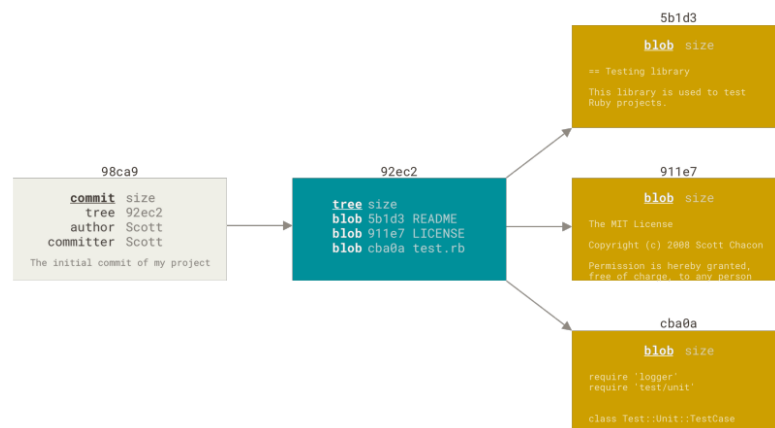 98ca9
commit size
tree 92ec2
author Scott
committer Scott
The initial commit of my project
92ec2
tree size
blob 5b1d3 README
blob 911e7 LICENSE
blob cba0a test.rb
5b1d3
blob size
== Testing library
This library is used to test
Ruby projects.
911e7
blob size
The MIT License
Copyright (c) 2008 Scott Chacon
Permission is hereby granted,
free of charge, to any person
cba0a
blob size
require `logger`
require `test/unit`
class Test::Unit::TestCase